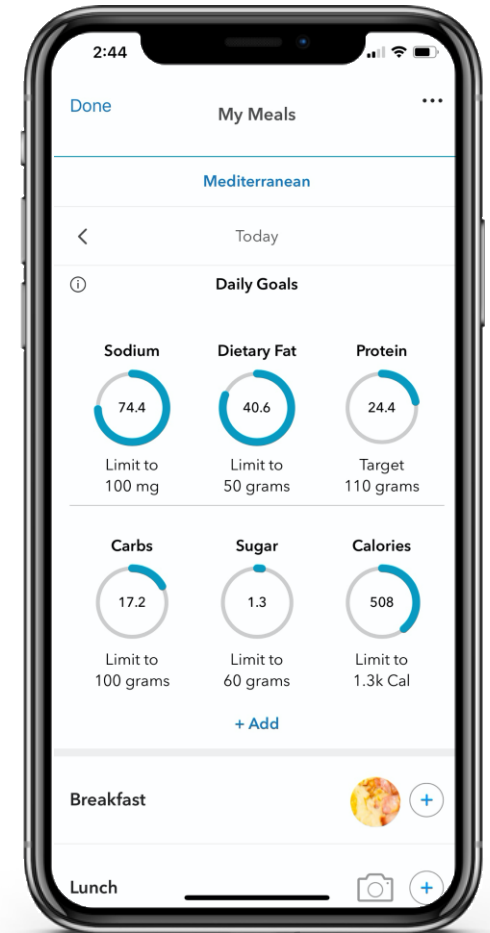 2:44
Done
My Meals
Mediterranean
Today
Daily Goals
Sodium Dietary Fat Protein
74.4 40.6 24.4
Limit to Limit to Target
100 mg 50 grams 110 grams
Carbs Sugar Calories
17.2 1.3 508
Limit to Limit to Limit to
100 grams 60 grams 1.3k Cal
+ Add
Breakfast
Lunch